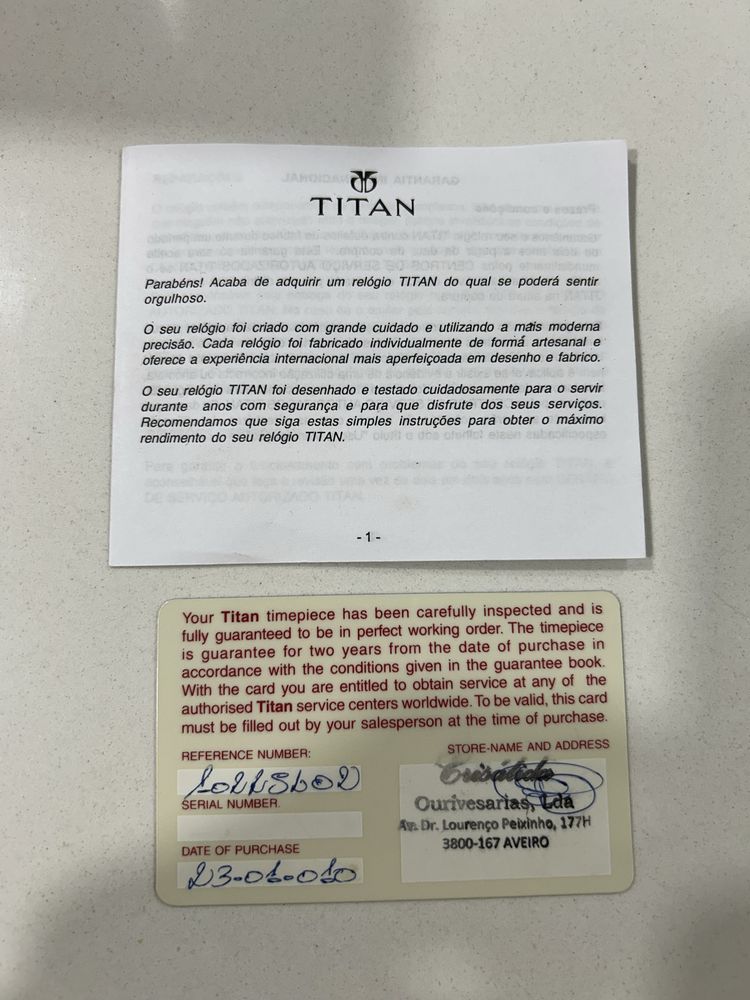 TITAN
Parabéns! Acaba de adquirir um relógio TITAN do qual se poderá sentir
orgulhoso.
O seu relógio foi criado com grande cuidado e utilizando a mais moderna
precisão. Cada relógio foi fabricado individualmente de forma artesanal e
oferece a experiência internacional mais aperfeiçoada em desenho e fabrico.
O seu relógio TITAN foi desenhado e testado cuidadosamente para o servir
durante anos com segurança e para que disfrute dos seus serviços.
Recomendamos que siga estas simples instruções para obter o máximo
rendimento do seu relógio TITAN.
- 1 -
Your Titan timepiece has been carefully inspected and is
fully guaranteed to be in perfect working order. The timepiece
is guarantee for two years from the date of purchase in
accordance with the conditions given in the guarantee book.
With the card you are entitled to obtain service at any of the
authorised Titan service centers worldwide. To be valid, this card
must be filled out by your salesperson at the time of purchase.
REFERENCE NUMBER:
SERIAL NUMBER
DATE OF PURCHASE
23-01-010
STORE-NAME AND ADDRESS
Crisálida
Ourivesarias, Lda
Av. Dr. Lourenço Peixinho, 177H
3800-167 AVEIRO